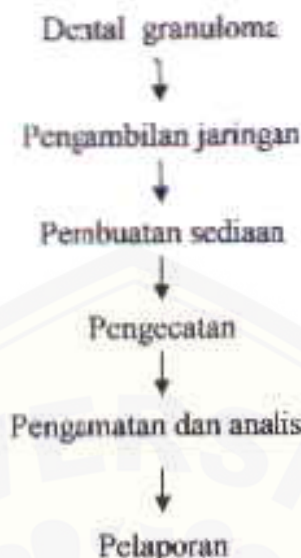 Dental granuloma
Pengambilan jaringan
Pembuatan sediaan
Pengecatan
Pengamatan dan analis
Pelaporan